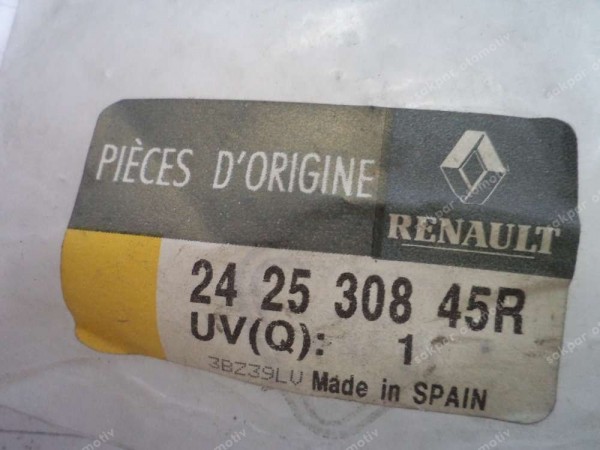 PIÈCES D'ORIGINE
RENAULT
24 25 308 45R
UV(Q): 1
3BZ39LV Made in SPAIN